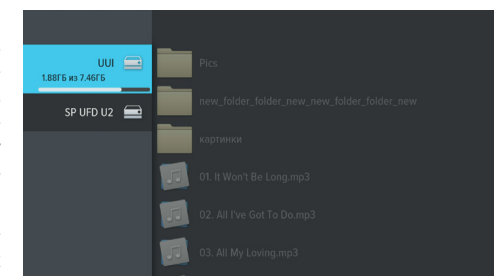 UUI
1.88ГБ из 7.46ГБ
SP UFD U2
Pics
new_folder_folder_new_new_folder_folder_new
картинки
01. It Won't Be Long.mp3
02. All I've Got To Do.mp3
03. All My Loving.mp3